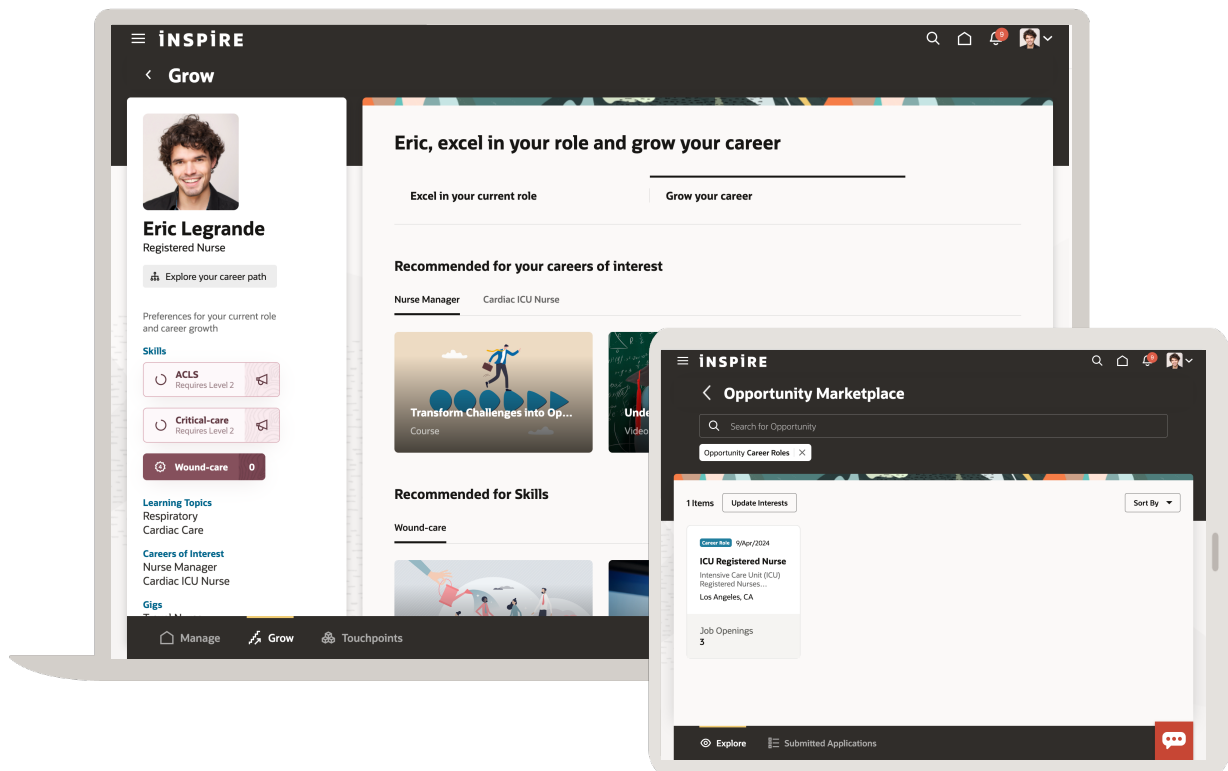 iNSPiRE
9
Grow
Eric Legrande
Registered Nurse
Explore your career path
Preferences for your current role
and career growth
Skills
ACLS
Requires Level 2
Critical-care
Requires Level 2
Wound-care 0
Learning Topics
Respiratory
Cardiac Care
Careers of Interest
Nurse Manager
Cardiac ICU Nurse
Gigs
Eric, excel in your role and grow your career
Excel in your current role
Grow your career
Recommended for your careers of interest
Nurse Manager
Cardiac ICU Nurse
Transform Challenges into Op...
Course
Video
Recommended for Skills
Wound-care
Manage
Grow
Touchpoints
iNSPiRE
9
Opportunity Marketplace
Search for Opportunity
Opportunity Career Roles
1 Items
Update Interests
Sort By
Career Role 9/Apr/2024
ICU Registered Nurse
Intensive Care Unit (ICU)
Registered Nurses...
Los Angeles, CA
Job Openings
3
Explore
Submitted Applications